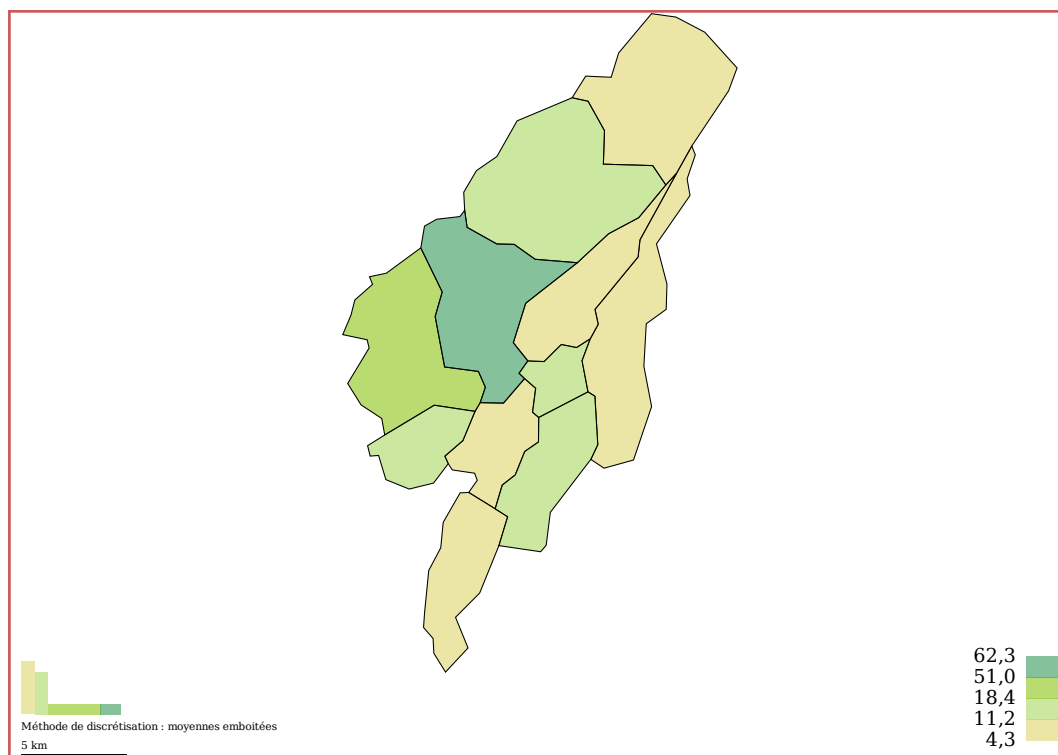 62,3
51,0
18,4
11,2
4,3
Méthode de discrétisation : moyennes emboitées
5 km